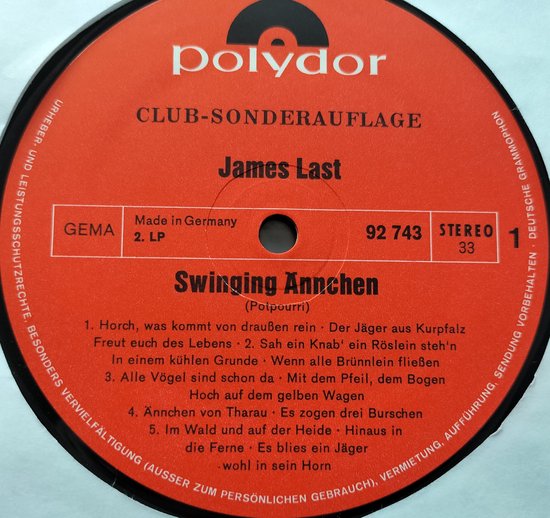 polydor
CLUB-SONDERAUFLAGE
James Last
GEMA
Made in Germany
2. LP
92 743
STEREO
33
1
Swinging Ännchen
(Potpourri)
1. Horch, was kommt von draußen rein · Der Jäger aus Kurpfalz
Freut euch des Lebens · 2. Sah ein Knab' ein Röslein steh'n
In einem kühlen Grunde · Wenn alle Brünnlein fließen
3. Alle Vögel sind schon da · Mit dem Pfeil, dem Bogen
Hoch auf dem gelben Wagen
4. Ännchen von Tharau · Es zogen drei Burschen
5. Im Wald und auf der Heide · Hinaus in
die Ferne · Es blies ein Jäger
wohl in sein Horn
URHEBER- UND LEISTUNGSSCHUTZRECHTE, BESONDERS VERVIELFÄLTIGUNG (AUSSER ZUM PERSÖNLICHEN GEBRAUCH), VERMIETUNG, AUFFÜHRUNG, SENDUNG VORBEHALTEN · DEUTSCHE GRAMMOPHON